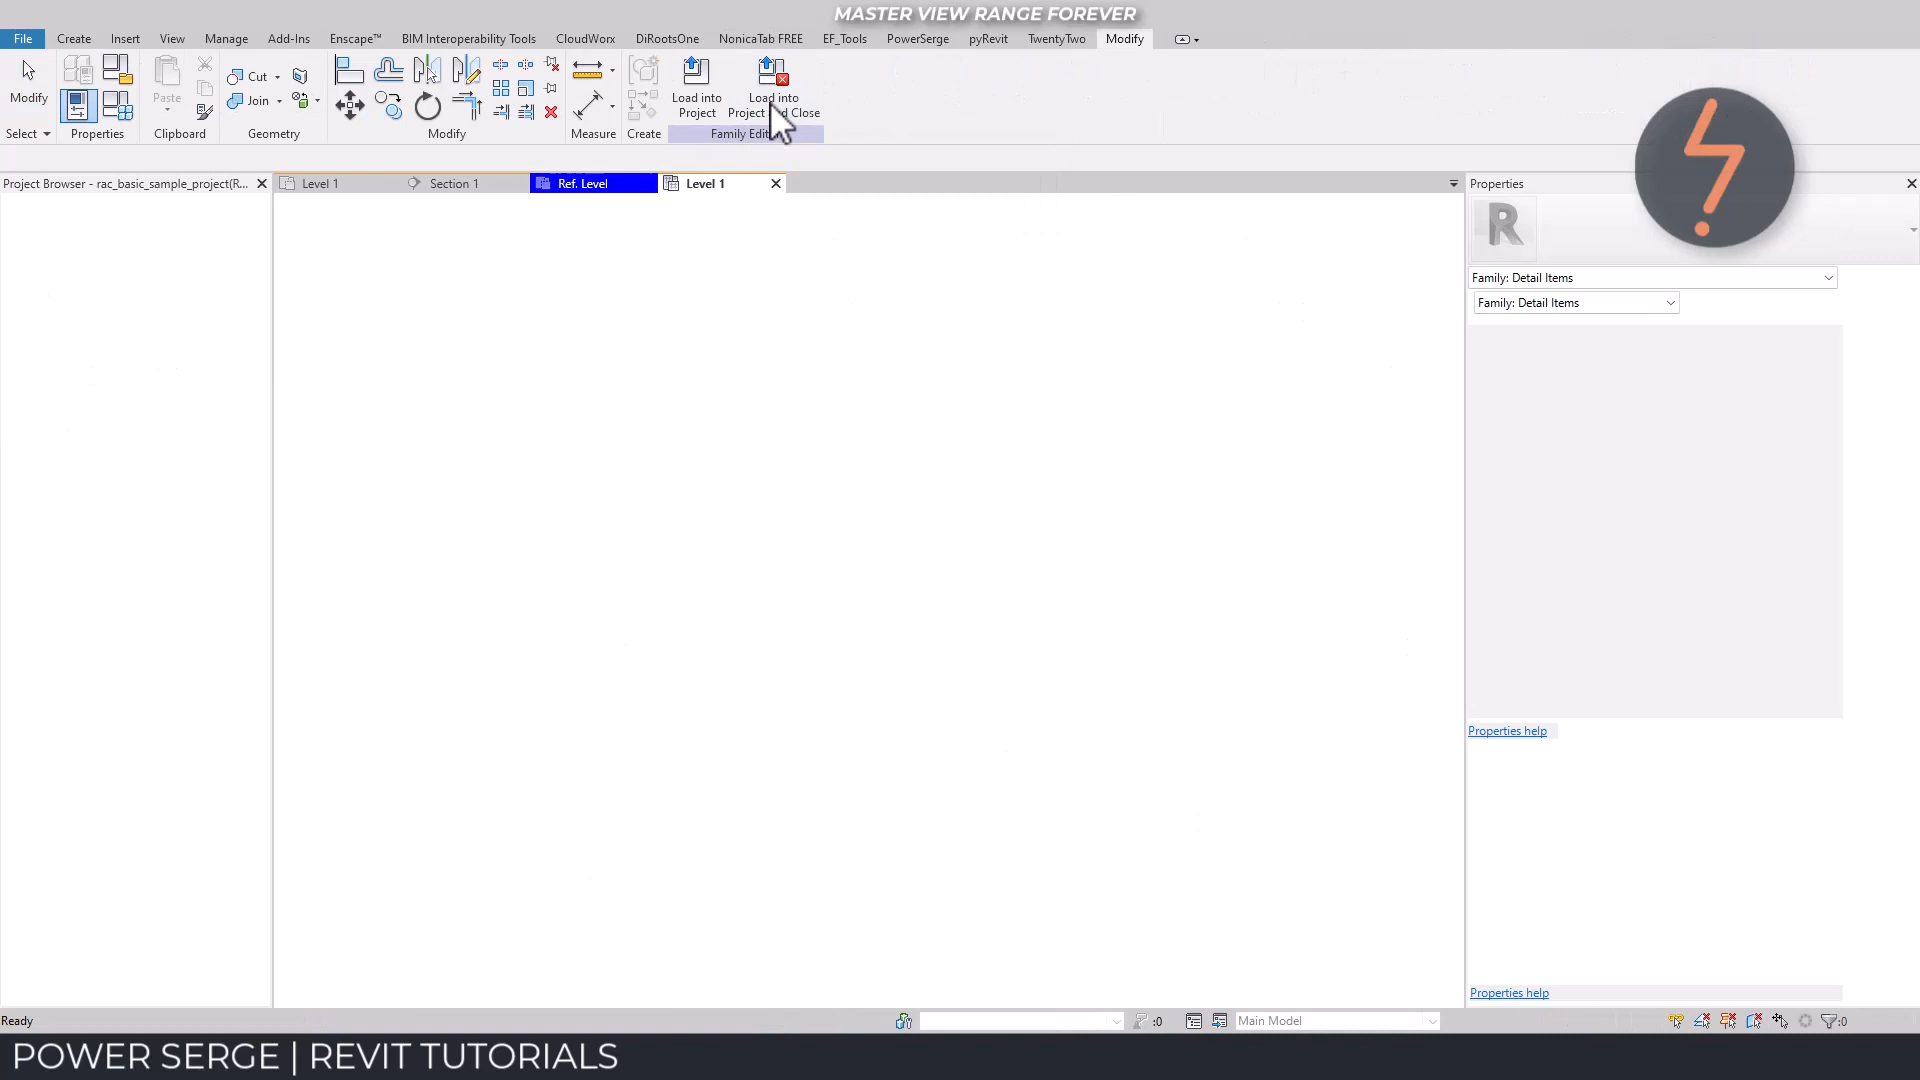 MASTER VIEW RANGE FOREVER
File Create Insert View Manage Add-Ins Enscape™ BIM Interoperability Tools CloudWorx DiRootsOne NonicaTab FREE EF_Tools PowerSerge pyRevit TwentyTwo Modify
Modify
Paste
Cut
Join
Load into
Project
Load into
Project and Close
Select Properties Clipboard Geometry Modify Measure Create Family Edit
Project Browser - rac_basic_sample_project(R...
Level 1
Section 1
Ref. Level
Level 1
Properties
R
Family: Detail Items
Family: Detail Items
Properties help
Properties help
Ready
:0
Main Model
:0
POWER SERGE | REVIT TUTORIALS